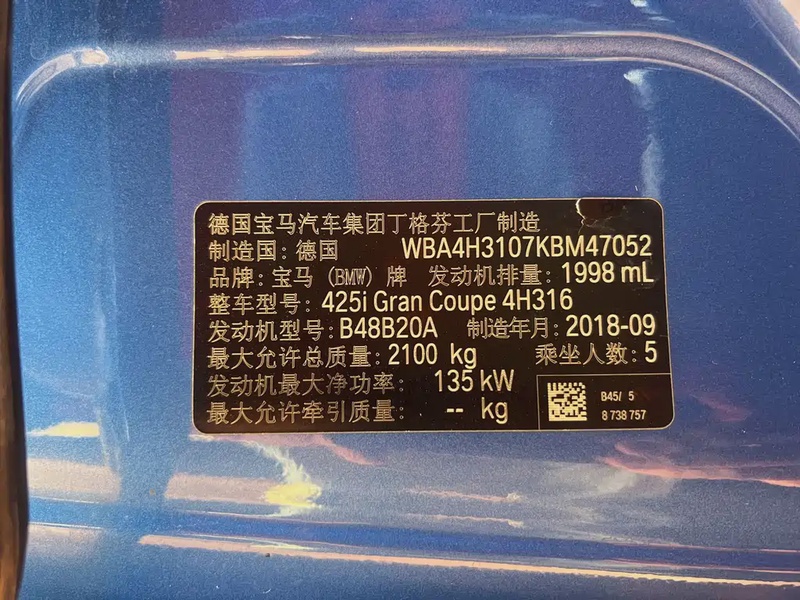 德国宝马汽车集团丁格芬工厂制造
制造国: 德国 WBA4H3107KBM47052
品牌: 宝马 (BMW) 牌 发动机排量: 1998 mL
整车型号: 425i Gran Coupe 4H316
发动机型号: B48B20A 制造年月: 2018-09
最大允许总质量: 2100 kg 乘坐人数: 5
发动机最大净功率: 135 kW
最大允许牵引质量: -- kg
B45/ 5
8 738 757